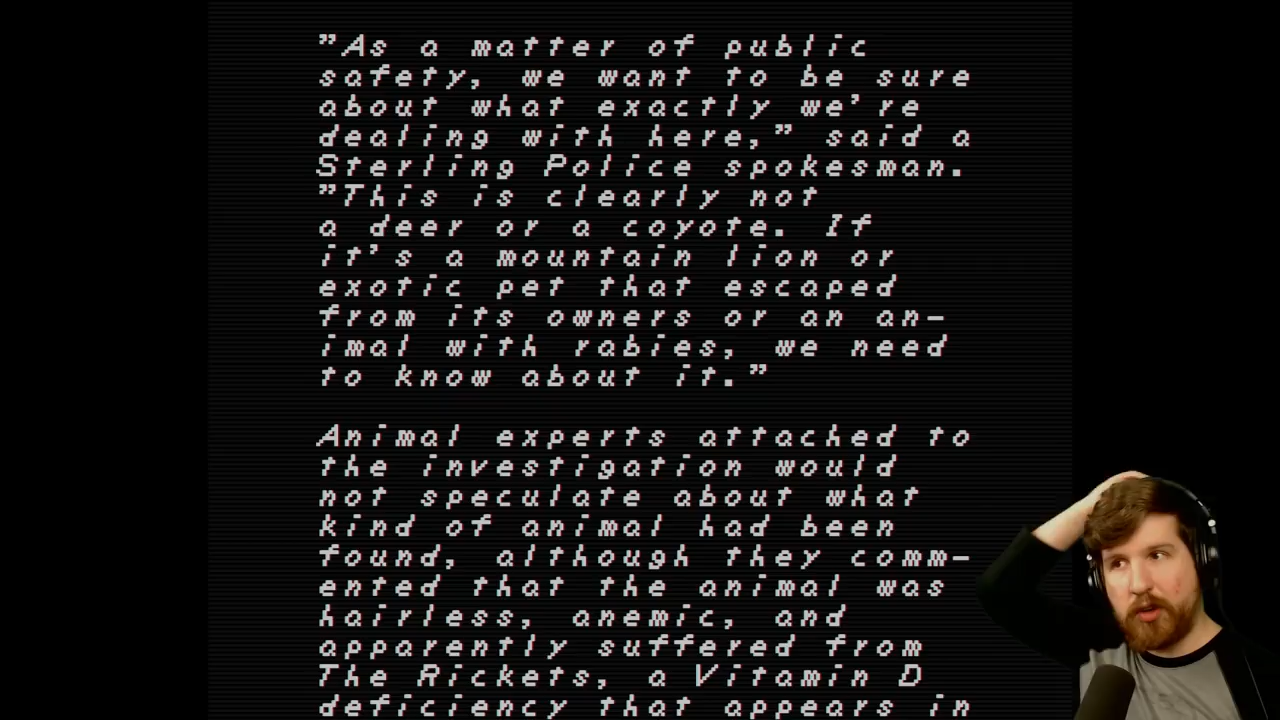 "As a matter of public
safety, we want to be sure
about what exactly we're
dealing with here," said a
Sterling Police spokesman.
"This is clearly not
a deer or a coyote. If
it's a mountain lion or
exotic pet that escaped
from its owners or an an-
imal with rabies, we need
to know about it."
Animal experts attached to
the investigation would
not speculate about what
kind of animal had been
found, although they comm-
ented that the animal was
hairless, anemic, and
apparently suffered from
The Rickets, a Vitamin D
deficiency that appears in